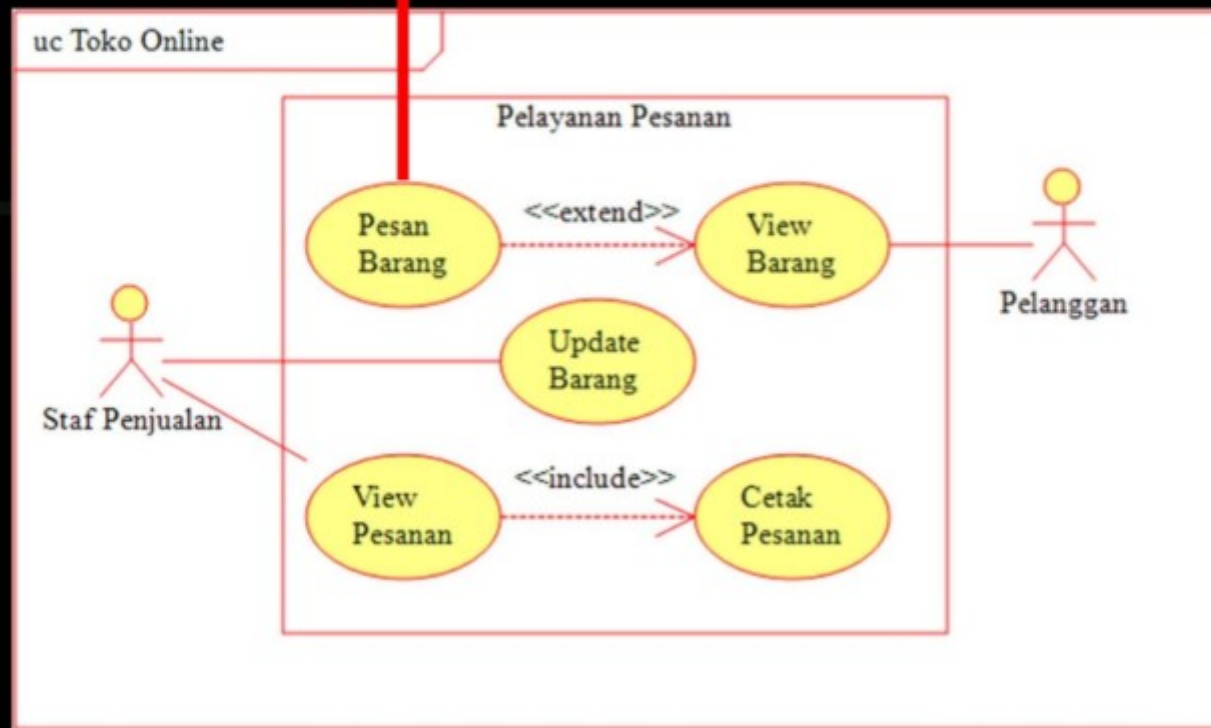 uc Toko Online
Pelayanan Pesanan
Pesan
Barang
<<extend>>
View
Barang
Pelanggan
Update
Barang
Staf Penjualan
View
Pesanan
<<include>>
Cetak
Pesanan